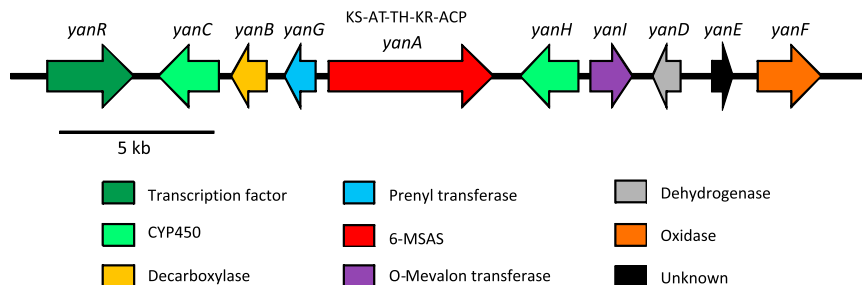 KS-AT-TH-KR-ACP
yanR yanC yanB yanG yanA yanH yanI yanD yanE yanF
5 kb
Transcription factor Prenyl transferase Dehydrogenase
CYP450 6-MSAS Oxidase
Decarboxylase O-Mevalon transferase Unknown